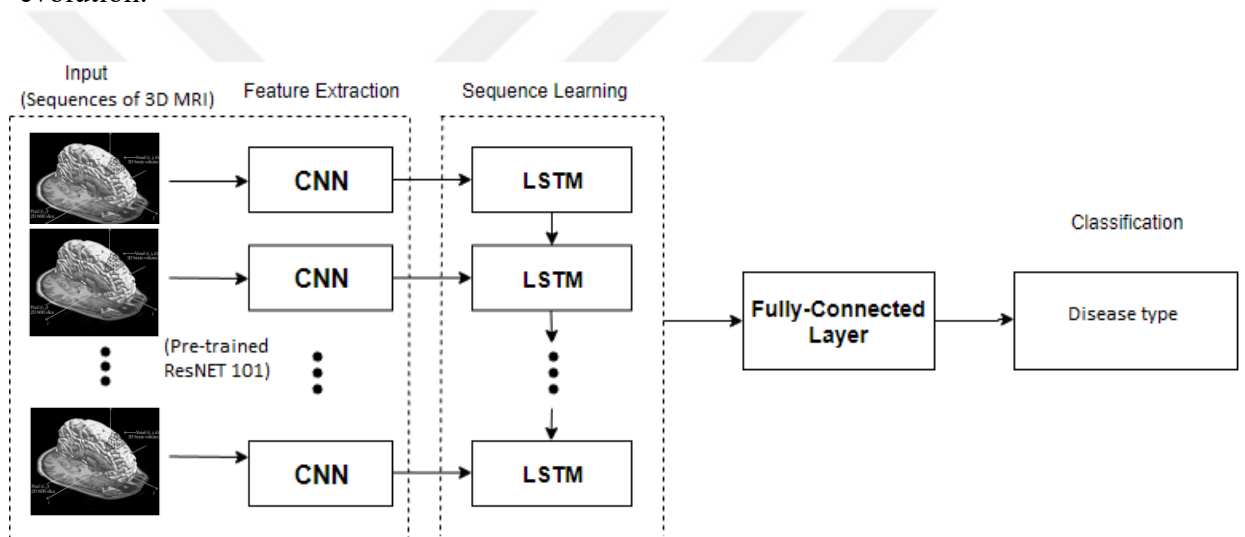 evolution.
Input
(Sequences of 3D MRI)
Feature Extraction
Sequence Learning
CNN
LSTM
CNN
LSTM
(Pre-trained
ResNET 101)
CNN
LSTM
Fully-Connected
Layer
Classification
Disease type